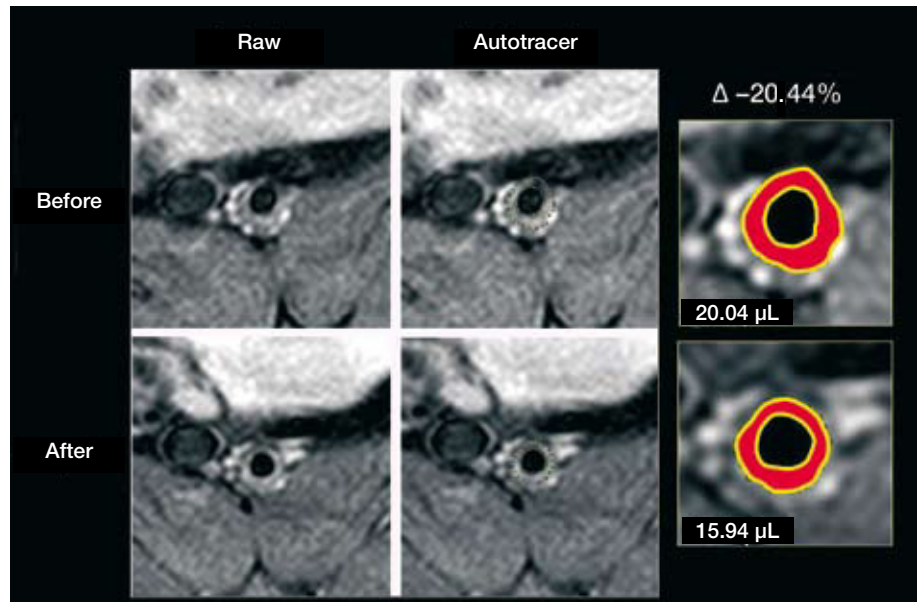 Raw
Autotracer
Δ −20.44%
Before
20.04 µL
After
15.94 µL